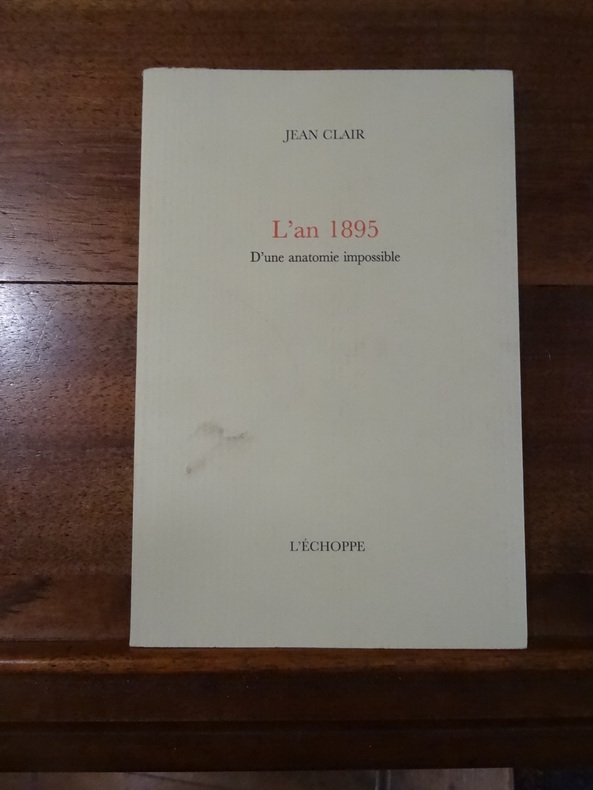 JEAN CLAIR
L'an 1895
D'une anatomie impossible
L'ÉCHOPPE